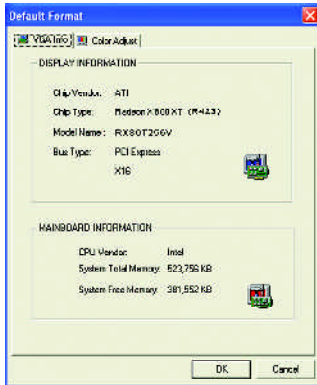 Default Format
VGA Info Color Adjust
DISPLAY INFORMATION
Chip Vendor: ATI
Chip Type: Radeon X800 XT (R423)
Model Name: RX80T256V
Bus Type: PCI Express
X16
MAINBOARD INFORMATION
CPU Vendor: Intel
System Total Memory: 523,756 KB
System Free Memory: 381,552 KB
OK Cancel